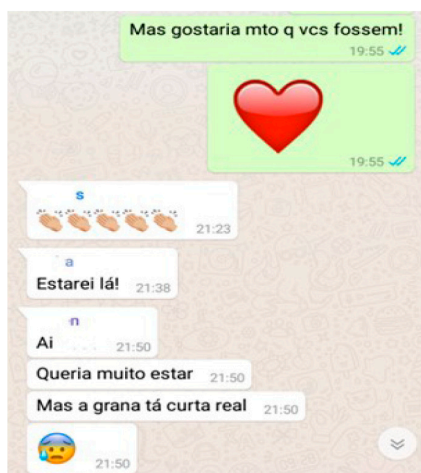 Mas gostaria mto q vcs fossem!
19:55
19:55
s
👏🏼👏🏼👏🏼👏🏼👏🏼
21:23
a
Estarei lá! 21:38
n
Ai 21:50
Queria muito estar 21:50
Mas a grana tá curta real 21:50
😰
21:50